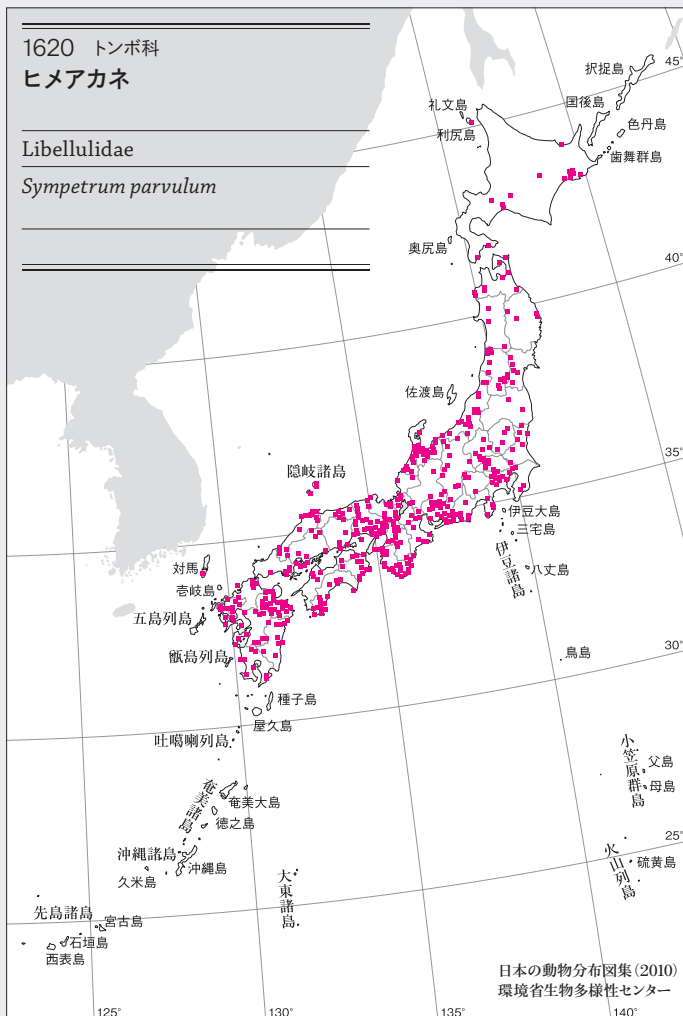 1620 トンボ科
ヒメアカネ
Libellulidae
Sympetrum parvulum
択捉島
45°
礼文島
国後島
色丹島
利尻島
歯舞群島
奥尻島
40°
佐渡島
35°
隠岐諸島
伊豆大島
三宅島
伊豆諸島
八丈島
対馬
壱岐島
五島列島
甑島列島
鳥島
30°
種子島
屋久島
吐噶喇列島
小笠原群島
父島
母島
奄美諸島
奄美大島
徳之島
25°
沖縄諸島
沖縄島
久米島
大東諸島
火山列島
硫黄島
先島諸島
宮古島
石垣島
西表島
日本の動物分布図集(2010)
環境省生物多様性センター
125°
130°
135°
140°